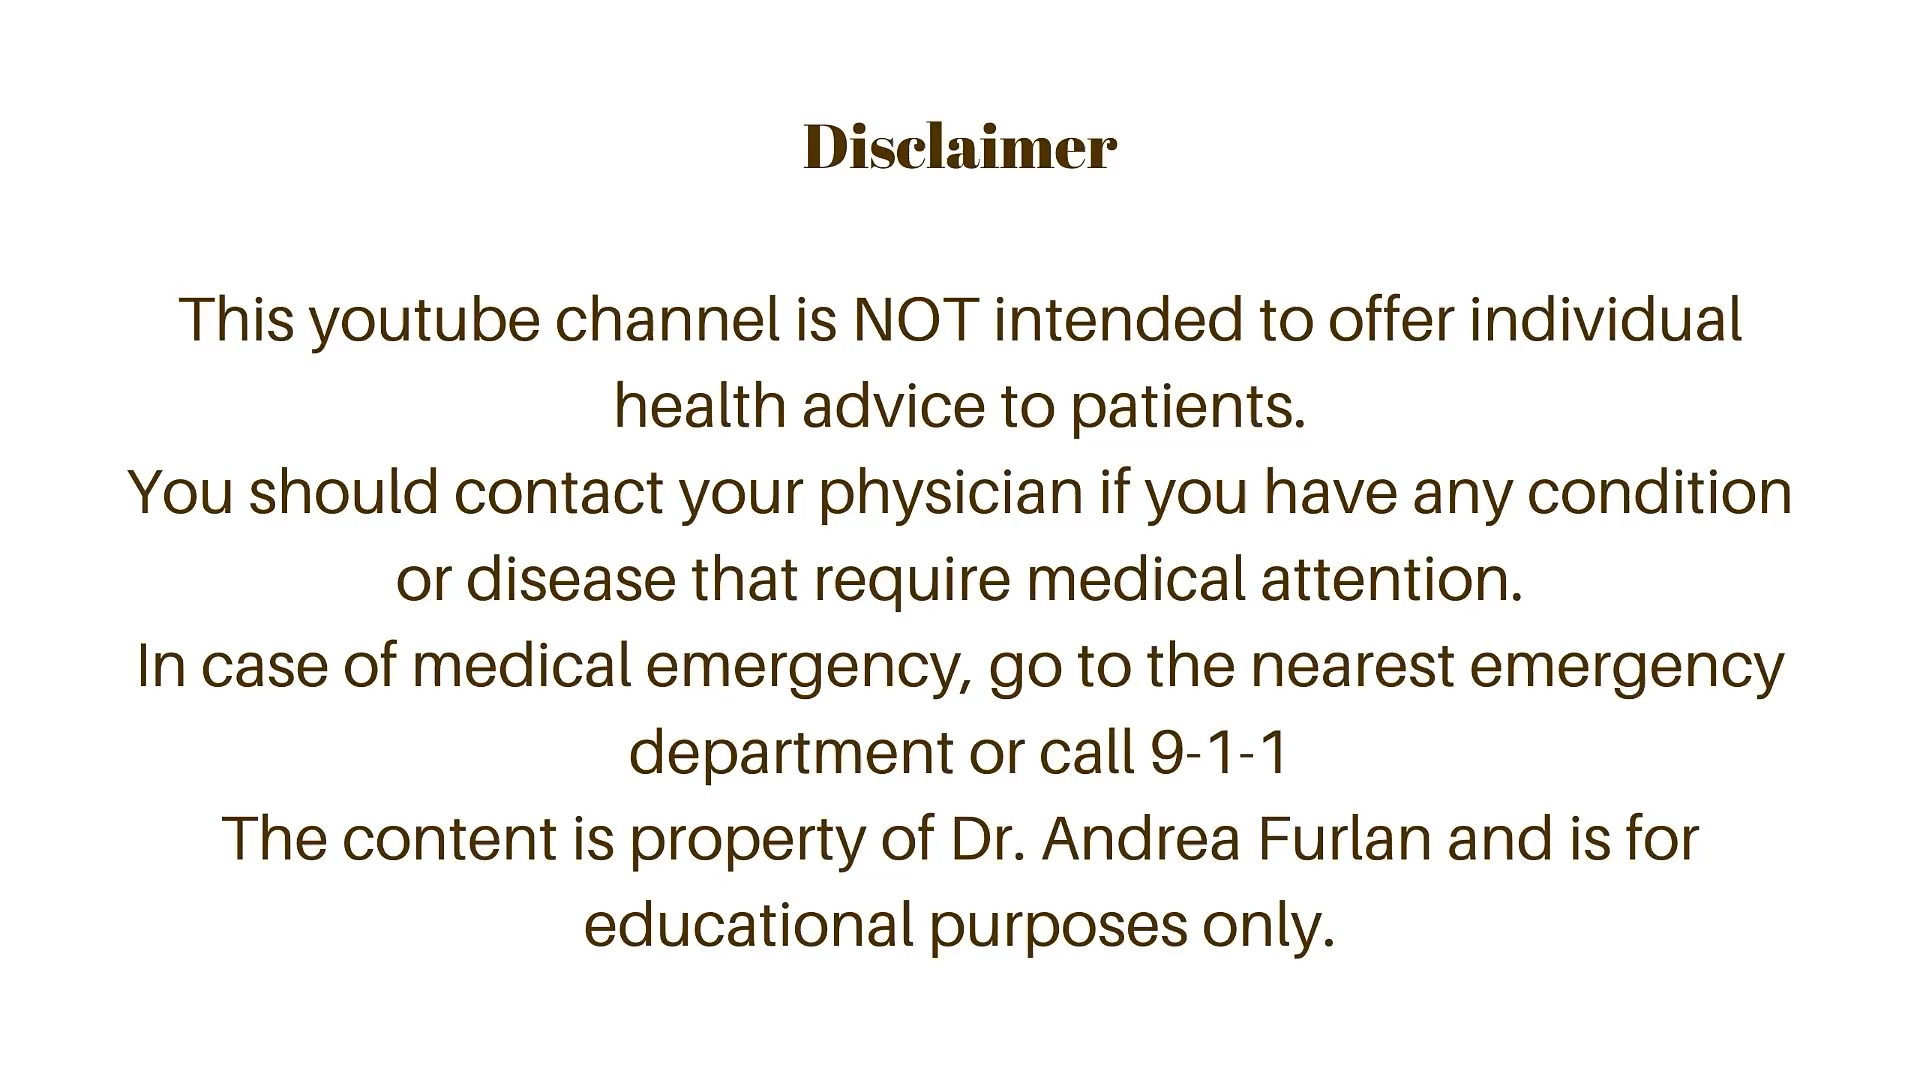 Disclaimer
This youtube channel is NOT intended to offer individual
health advice to patients.
You should contact your physician if you have any condition
or disease that require medical attention.
In case of medical emergency, go to the nearest emergency
department or call 9-1-1
The content is property of Dr. Andrea Furlan and is for
educational purposes only.